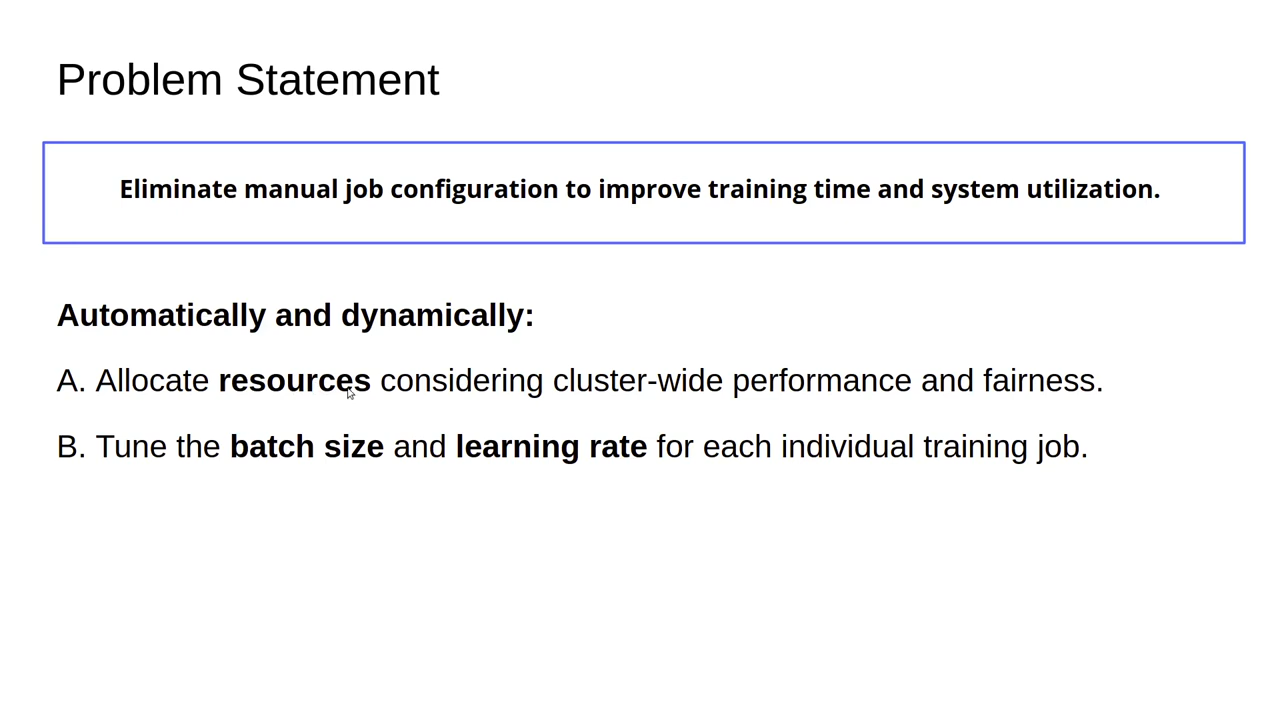 Problem Statement
Eliminate manual job configuration to improve training time and system utilization.
Automatically and dynamically:
A. Allocate resources considering cluster-wide performance and fairness.
B. Tune the batch size and learning rate for each individual training job.